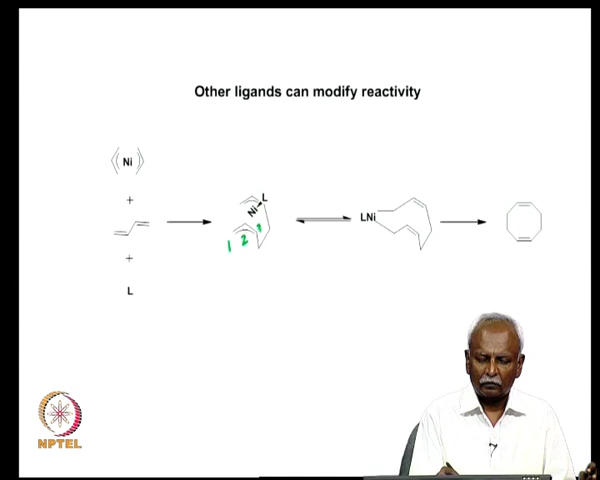 Other ligands can modify reactivity
Ni
+
+
L
Ni
L
1 2 3
LNi
NPTEL